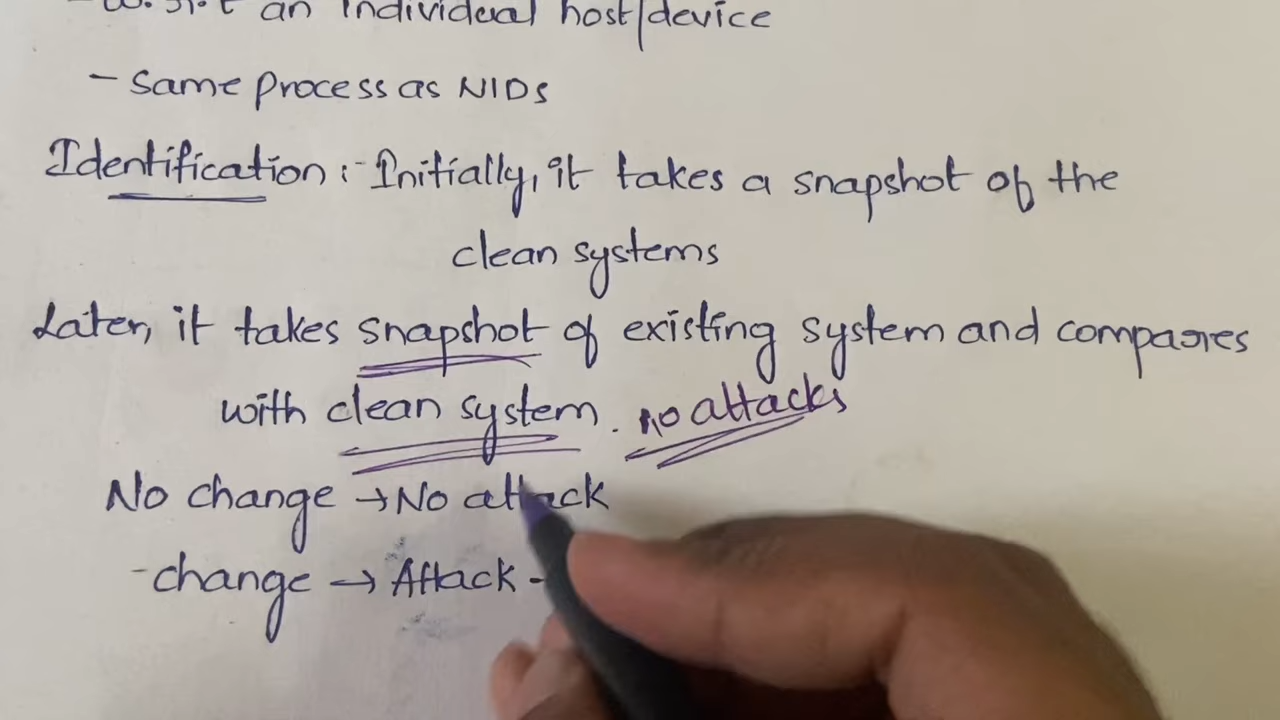 - w.r.t an individual host/device
- Same process as NIDS
Identification :- Initially, it takes a snapshot of the
clean systems
Later, it takes snapshot of existing system and compares
with clean system. no attacks
No change → No attack
- change → Attack -